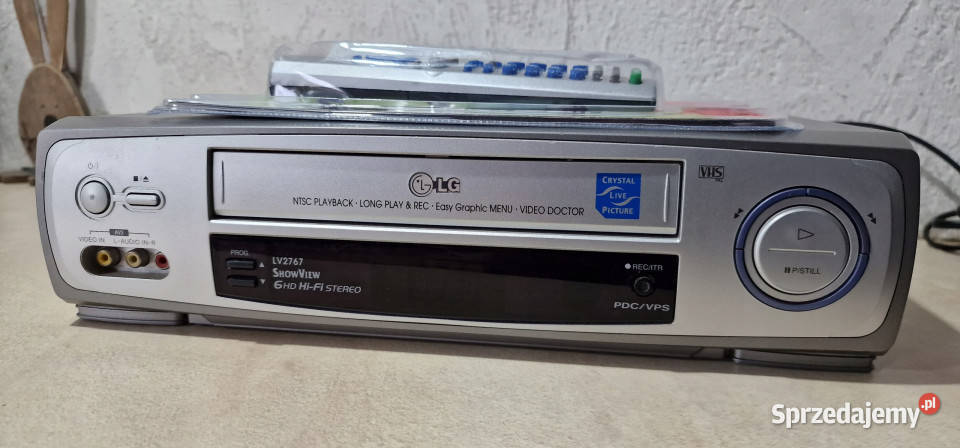 LG
NTSC PLAYBACK · LONG PLAY & REC · Easy Graphic MENU · VIDEO DOCTOR
CRYSTAL
LIVE
PICTURE
VHS
AV3
VIDEO IN L-AUDIO IN-R
PROG.
LV2767
SHOWVIEW
6HD HI-FI STEREO
REC/ITR
PDC/VPS
P/STILL
Sprzedajemy.pl